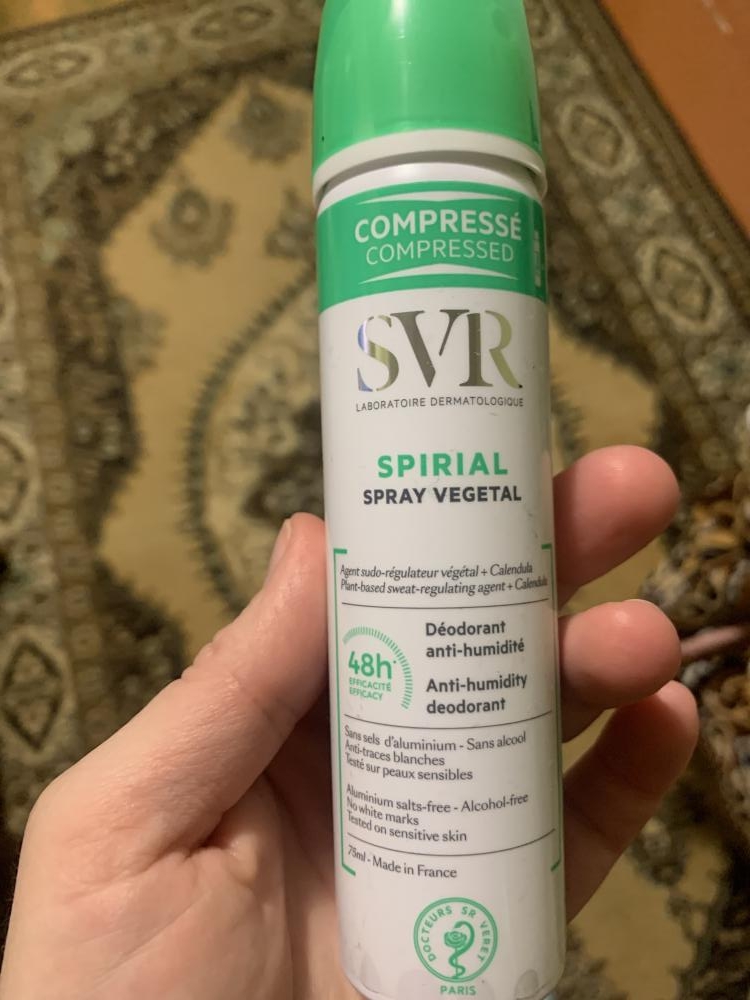 COMPRESSÉ
COMPRESSED
SVR
LABORATOIRE DERMATOLOGIQUE
SPIRIAL
SPRAY VEGETAL
Agent sudo-régulateur végétal + Calendula
Plant-based sweat-regulating agent + Calendula
48h*
EFFICACITÉ
EFFICACY
Déodorant
anti-humidité
Anti-humidity
deodorant
Sans sels d'aluminium - Sans alcool
Anti-traces blanches
Testé sur peaux sensibles
Aluminium salts-free - Alcohol-free
No white marks
Tested on sensitive skin
75ml - Made in France
DOCTEURS SR VERET
PARIS